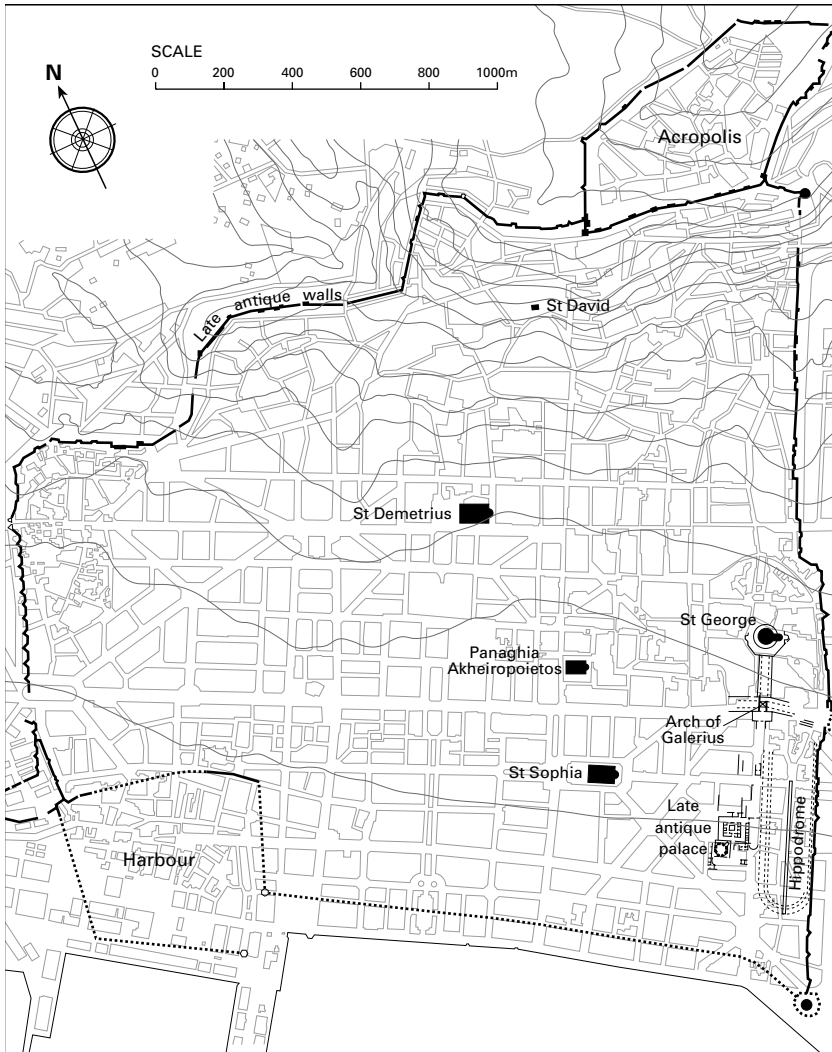 SCALE
0 200 400 600 800 1000m
N
Acropolis
Late antique walls
St David
St Demetrius
St George
Panaghia
Akheiropoietos
Arch of
Galerius
St Sophia
Late
antique
palace
Hippodrome
Harbour